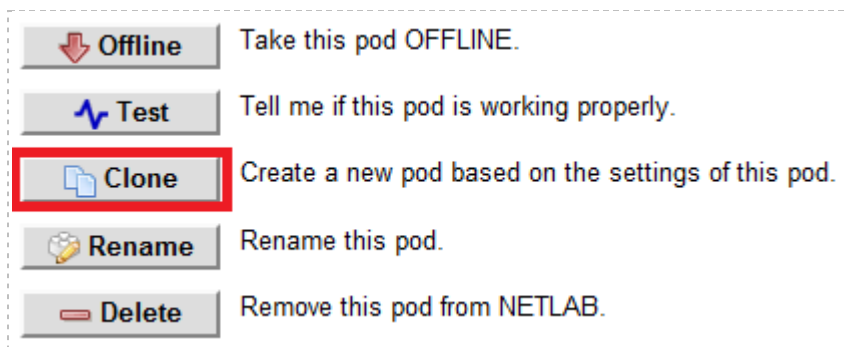 Offline Take this pod OFFLINE.
Test Tell me if this pod is working properly.
Clone Create a new pod based on the settings of this pod.
Rename Rename this pod.
Delete Remove this pod from NETLAB.